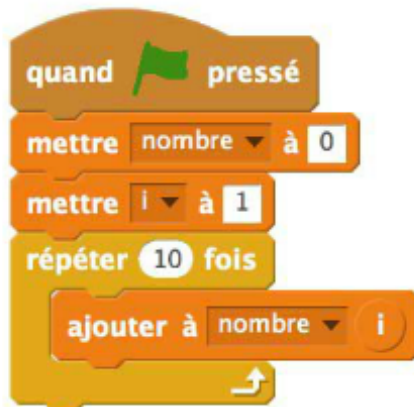 quand pressé
mettre nombre à 0
mettre i à 1
répéter 10 fois
ajouter à nombre i